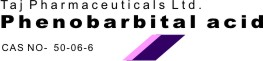 Taj Pharmaceuticals Ltd.
Phenobarbital acid
CAS NO- 50-06-6